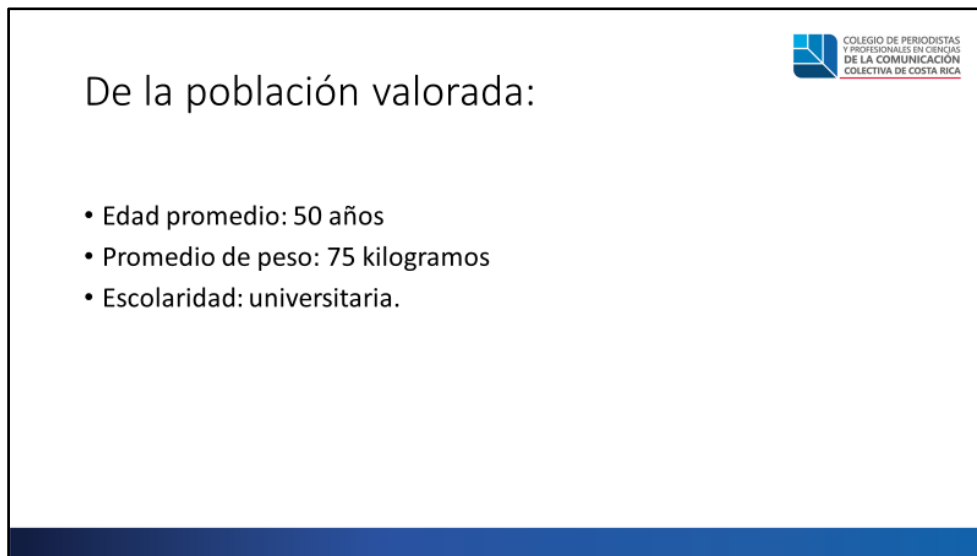 COLEGIO DE PERIODISTAS
Y PROFESIONALES EN CIENCIAS
DE LA COMUNICACIÓN
COLECTIVA DE COSTA RICA
De la población valorada:
• Edad promedio: 50 años
• Promedio de peso: 75 kilogramos
• Escolaridad: universitaria.